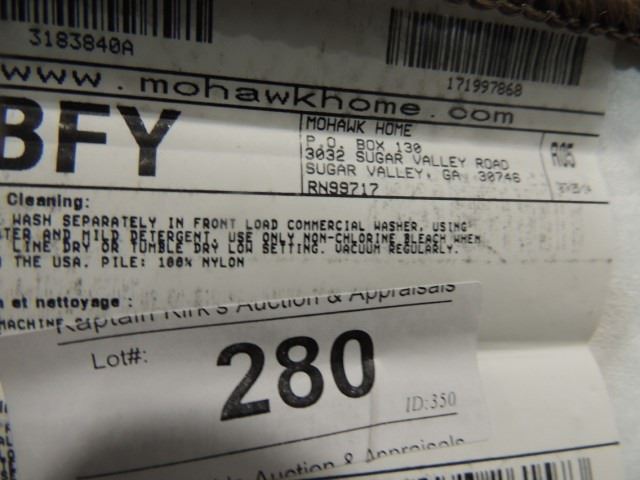 3183840A
171997868
www.mohawkhome.com
BFY
MOHAWK HOME
P.O. BOX 130
3032 SUGAR VALLEY ROAD
SUGAR VALLEY, GA 30746
RN99717
R05
Cleaning:
WASH SEPARATELY IN FRONT LOAD COMMERCIAL WASHER, USING
TER AND MILD DETERGENT. USE ONLY NON-CHLORINE BLEACH WHEN
LINE DRY OR TUMBLE DRY LOW SETTING. VACUUM REGULARLY.
THE USA. PILE: 100% NYLON
et nettoyage :
MACHINE
Kaptain Kirk's Auction & Appraisals
Lot#:
280
ID:350
Auction & Appraisals